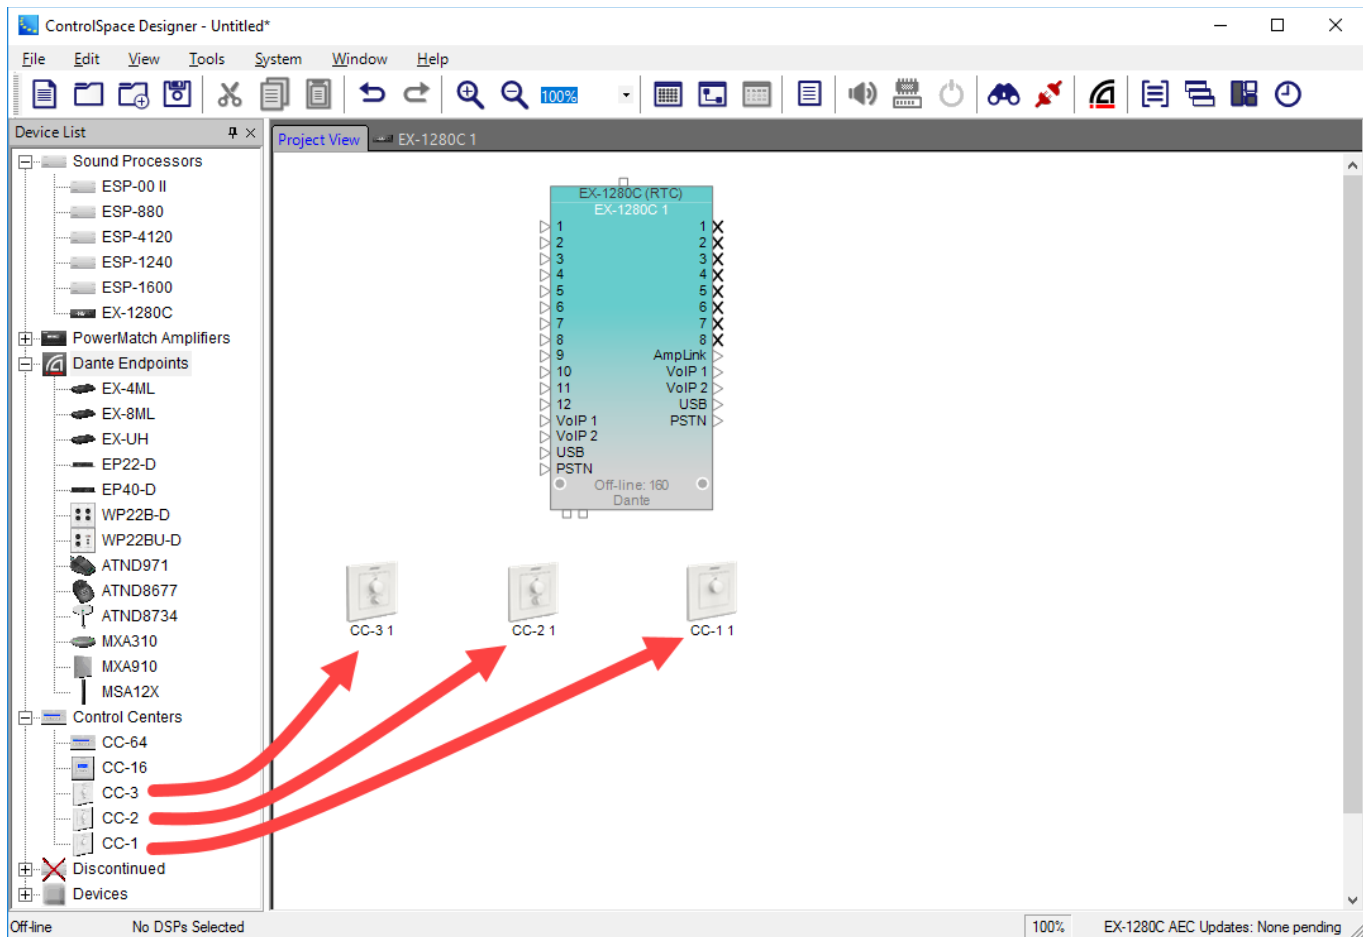 ControlSpace Designer - Untitled*
File Edit View Tools System Window Help
100%
Device List
Project View EX-1280C 1
Sound Processors
ESP-00 II
ESP-880
ESP-4120
ESP-1240
ESP-1600
EX-1280C
PowerMatch Amplifiers
Dante Endpoints
EX-4ML
EX-8ML
EX-UH
EP22-D
EP40-D
WP22B-D
WP22BU-D
ATND971
ATND8677
ATND8734
MXA310
MXA910
MSA12X
Control Centers
CC-64
CC-16
CC-3
CC-2
CC-1
Discontinued
Devices
EX-1280C (RTC)
EX-1280C 1
1 1
2 2
3 3
4 4
5 5
6 6
7 7
8 8
9 AmpLink
10 VoIP 1
11 VoIP 2
12 USB
VoIP 1 PSTN
VoIP 2
USB
PSTN
Off-line: 160
Dante
CC-3 1 CC-2 1 CC-1 1
Off-line No DSPs Selected 100% EX-1280C AEC Updates: None pending